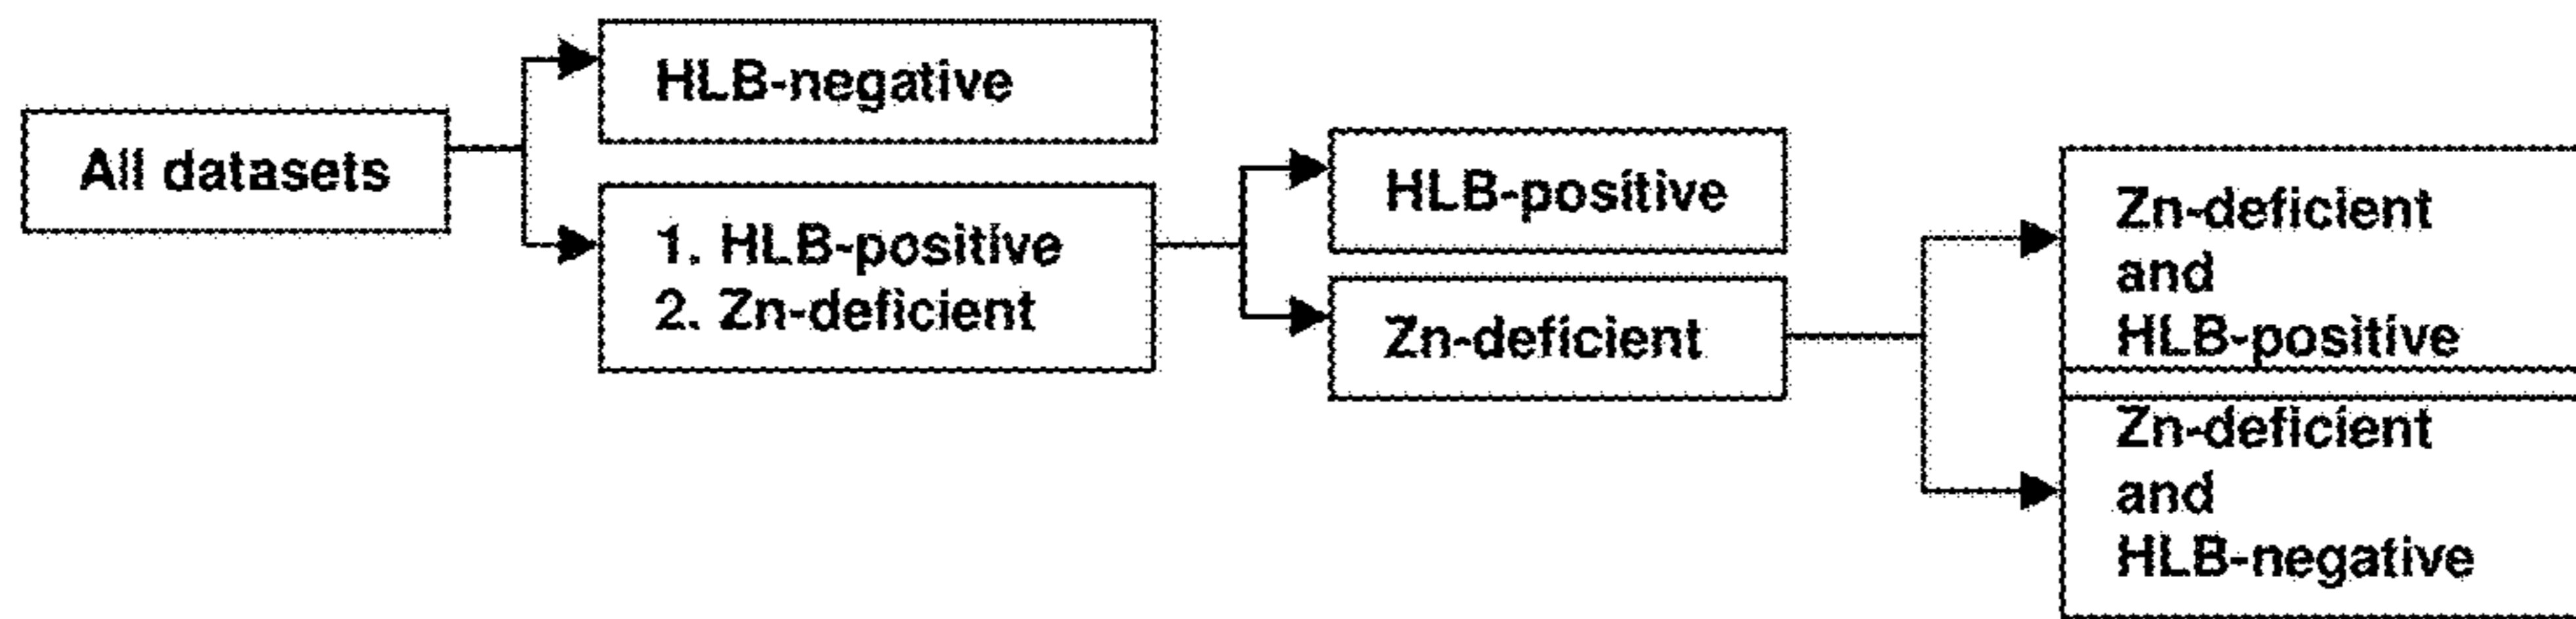 All datasets
HLB-negative
1. HLB-positive
2. Zn-deficient
HLB-positive
Zn-deficient
Zn-deficient
and
HLB-positive
Zn-deficient
and
HLB-negative